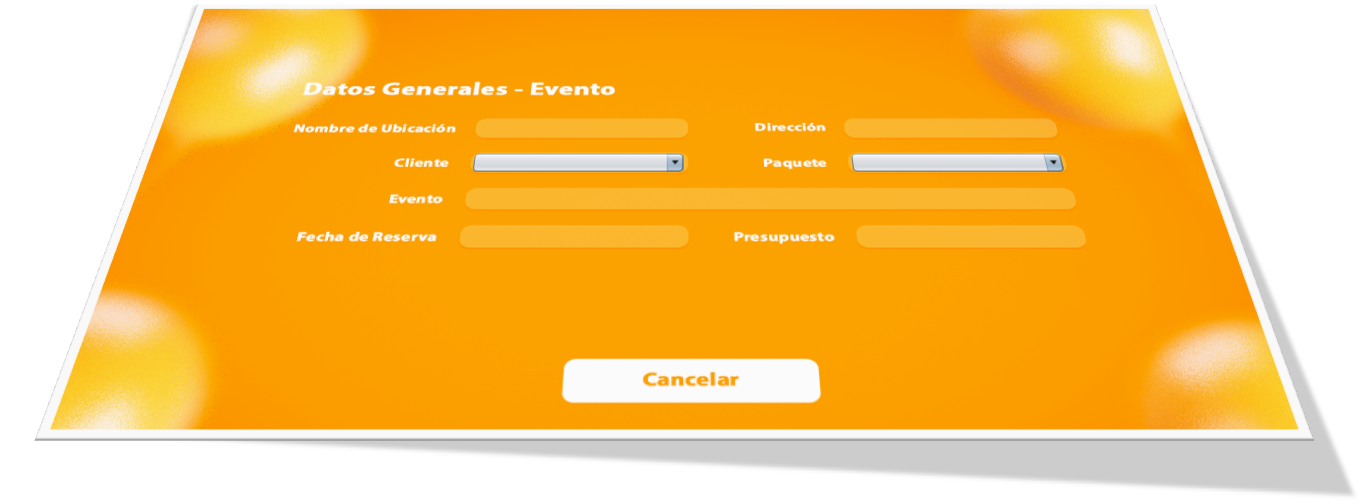 Datos Generales - Evento
Nombre de Ubicación Dirección
Cliente Paquete
Evento
Fecha de Reserva Presupuesto
Cancelar